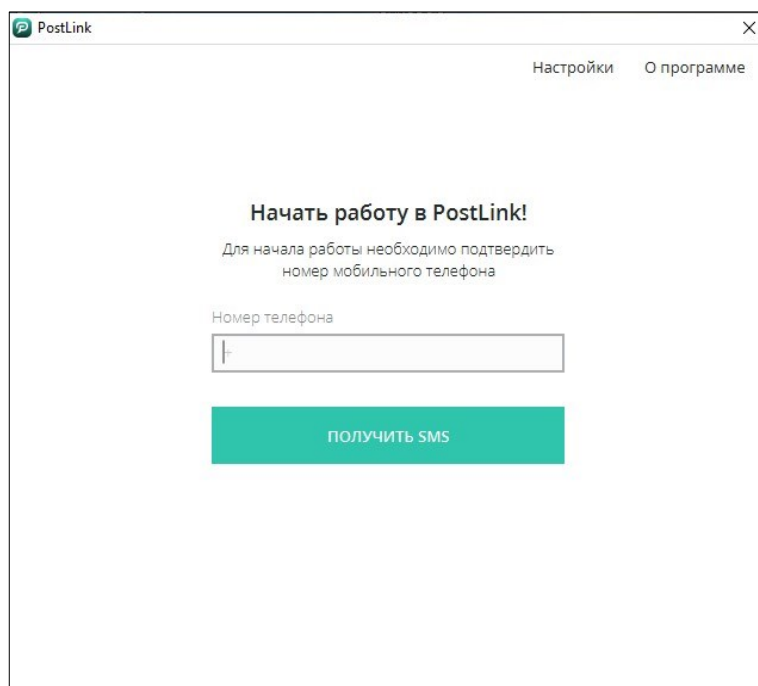 PostLink
Настройки О программе
Начать работу в PostLink!
Для начала работы необходимо подтвердить
номер мобильного телефона
Номер телефона
+
ПОЛУЧИТЬ SMS